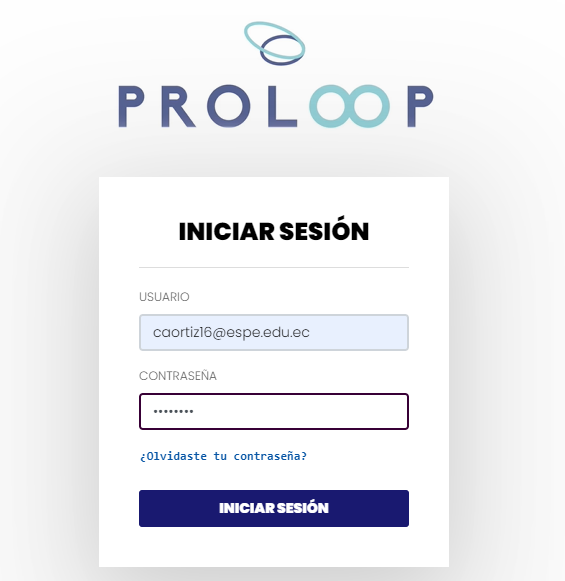 PROLOOP
INICIAR SESIÓN
USUARIO
caortiz16@espe.edu.ec
CONTRASEÑA
••••••••
¿Olvidaste tu contraseña?
INICIAR SESIÓN